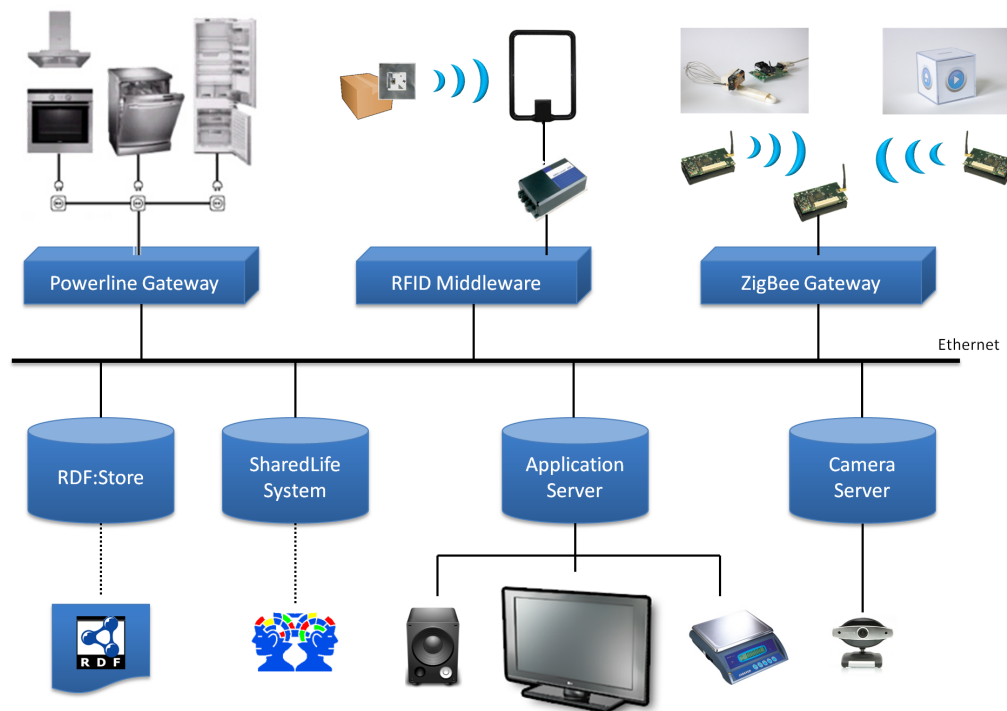 Powerline Gateway
RFID Middleware
ZigBee Gateway
Ethernet
RDF:Store
SharedLife
System
Application
Server
Camera
Server
RDF